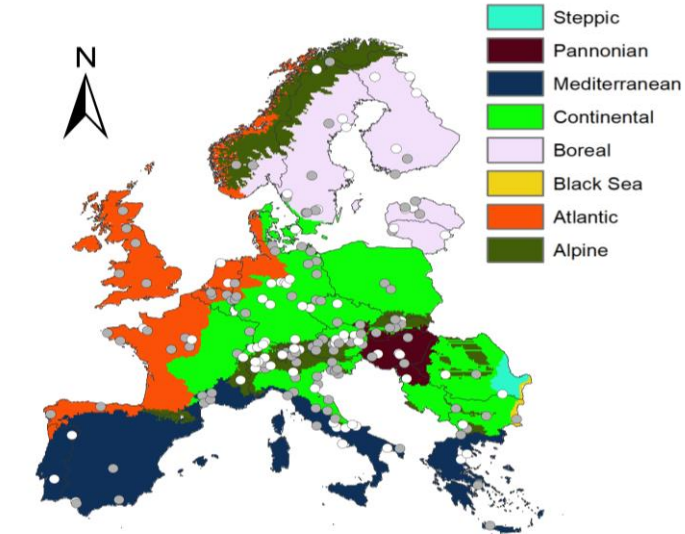 N
Steppic
Pannonian
Mediterranean
Continental
Boreal
Black Sea
Atlantic
Alpine